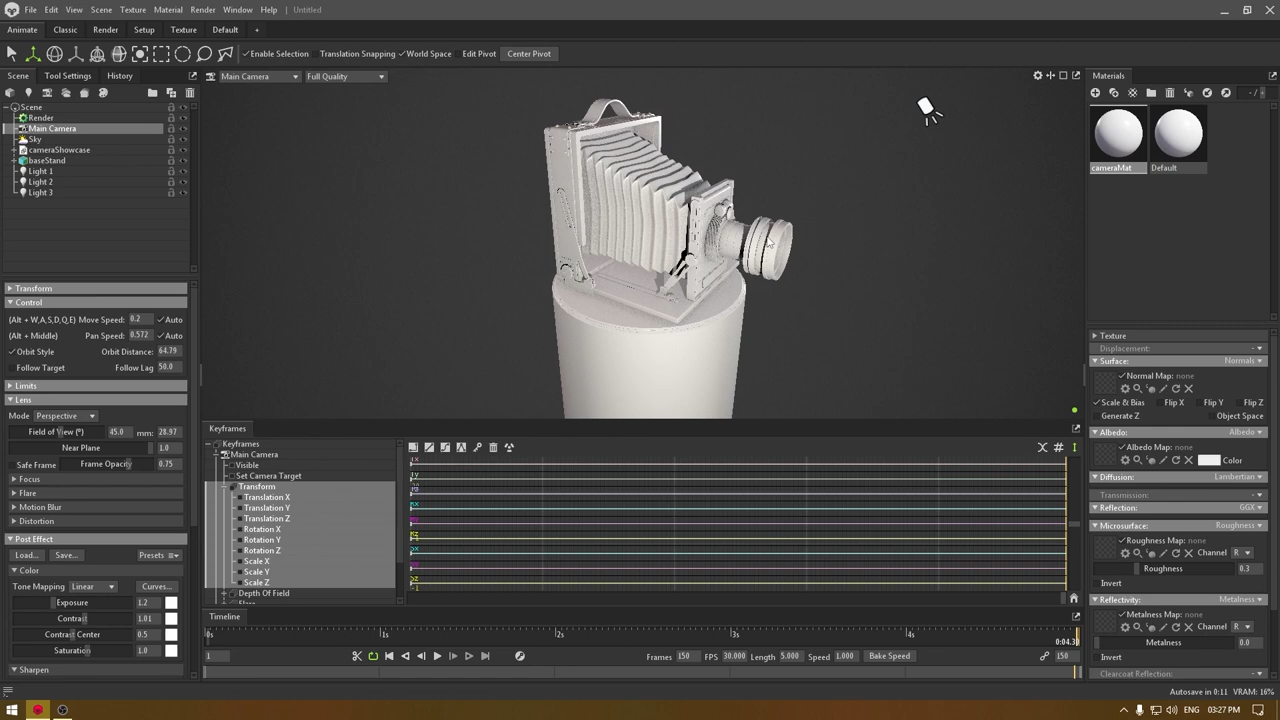 File Edit View Scene Texture Material Render Window Help Untitled
Animate Classic Render Setup Texture Default +
Enable Selection Translation Snapping World Space Edit Pivot Center Pivot
Scene Tool Settings History
Main Camera Full Quality
Materials
Scene
Render
Main Camera
Sky
cameraShowcase
baseStand
Light 1
Light 2
Light 3
cameraMat Default
Transform
Control
(Alt + W,A,S,D,Q,E) Move Speed: 0.2 Auto
(Alt + Middle) Pan Speed: 0.572 Auto
Orbit Style Orbit Distance: 64.79
Follow Target Follow Lag 50.0
Limits
Lens
Mode Perspective
Field of View (°) 45.0 mm: 28.97
Near Plane 1.0
Safe Frame Frame Opacity 0.75
Focus
Flare
Motion Blur
Distortion
Post Effect
Load... Save... Presets
Color
Tone Mapping Linear Curves...
Exposure 1.2
Contrast 1.01
Contrast Center 0.5
Saturation 1.0
Sharpen
Keyframes
Keyframes
Main Camera
Visible
Set Camera Target
Transform
Translation X
Translation Y
Translation Z
Rotation X
Rotation Y
Rotation Z
Scale X
Scale Y
Scale Z
Depth Of Field
Timeline
0s 1s 2s 3s 4s
0:04.30
1 Frames 150 FPS 30.000 Length 5.000 Speed 1.000 Bake Speed 150
Texture
Displacement:
Surface: Normals
Normal Map: none
Scale & Bias Flip X Flip Y Flip Z
Generate Z Object Space
Albedo: Albedo
Albedo Map: none
Color
Diffusion: Lambertian
Transmission:
Reflection: GGX
Microsurface: Roughness
Roughness Map: none
Channel R
Roughness 0.3
Invert
Reflectivity: Metalness
Metalness Map: none
Channel R
Metalness 0.0
Invert
Clearcoat Reflection:
Autosave in 0:11 VRAM: 16%
ENG 03:27 PM